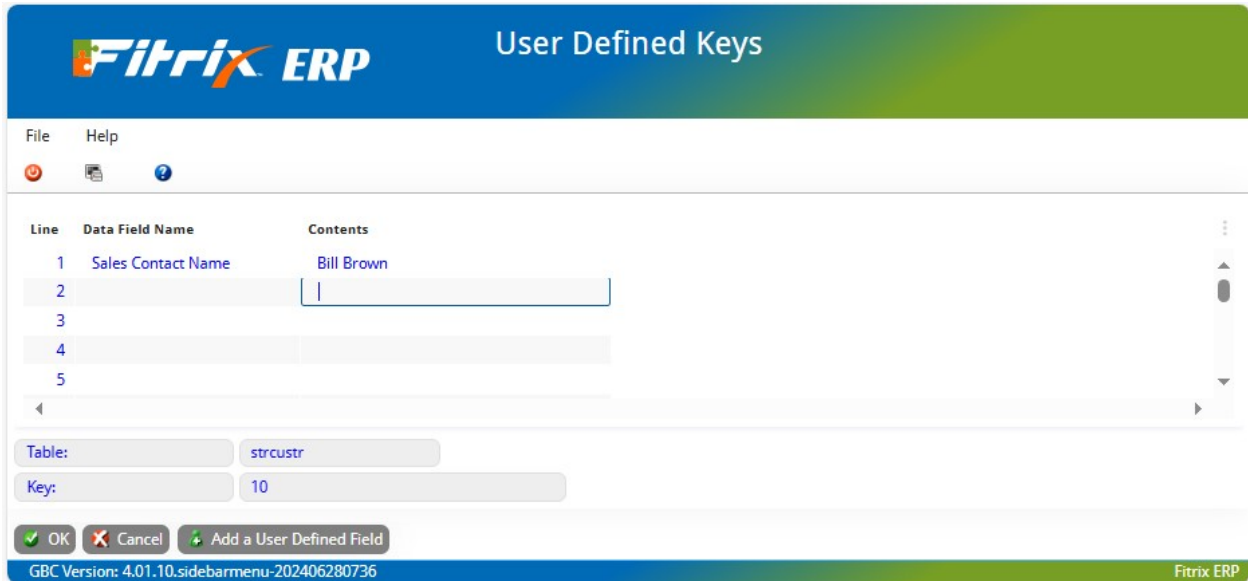 Fitrix ERP
User Defined Keys
File Help
Line Data Field Name Contents
1 Sales Contact Name Bill Brown
2
3
4
5
Table: strcustr
Key: 10
OK Cancel Add a User Defined Field
GBC Version: 4.01.10.sidebarmenu-202406280736 Fitrix ERP